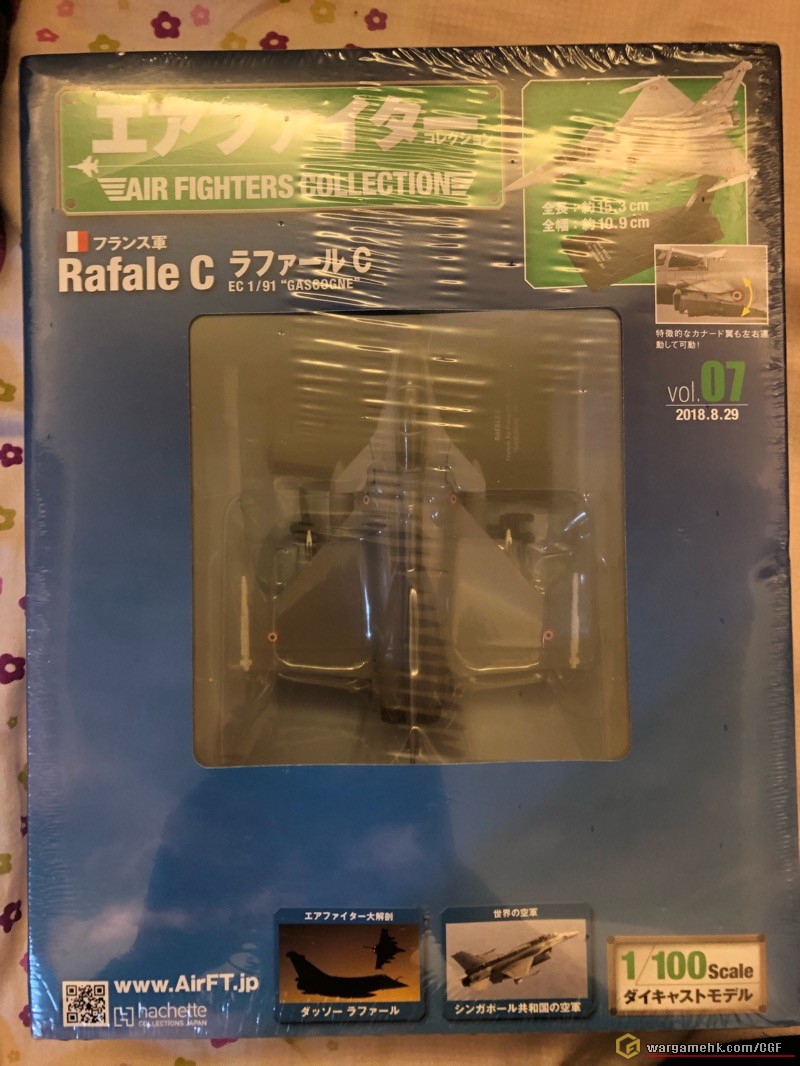 エアファイター
コレクション
AIR FIGHTERS COLLECTION
全長：約15.3cm
全幅：約10.9cm
フランス軍
Rafale C ラファールC
EC 1/91 "GASCOGNE"
特徴的なカナード翼も左右連
動して可動！
vol.07
2018.8.29
RAFALE C
エアファイター大解剖
ダッソー ラファール
世界の空軍
シンガポール共和国の空軍
www.AirFT.jp
hachette
COLLECTIONS JAPAN
1/100 Scale
ダイキャストモデル
wargamehk.com/CGF